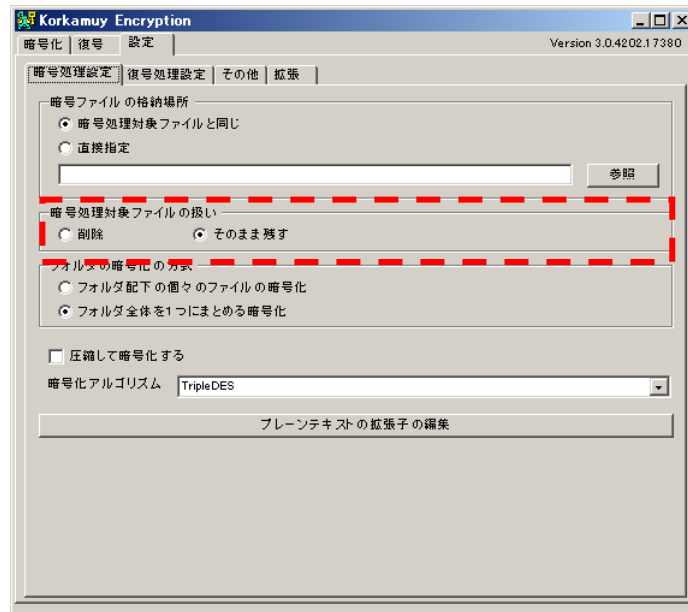 Korkamuy Encryption
暗号化 復号 設定 Version 3.0.4202.17380
暗号処理設定 復号処理設定 その他 拡張
暗号ファイルの格納場所
暗号処理対象ファイルと同じ
直接指定
参照
暗号処理対象ファイルの扱い
削除 そのまま残す
フォルダの暗号化の方式
フォルダ配下の個々のファイルの暗号化
フォルダ全体を1つにまとめる暗号化
圧縮して暗号化する
暗号化アルゴリズム TripleDES
プレーンテキストの拡張子の編集